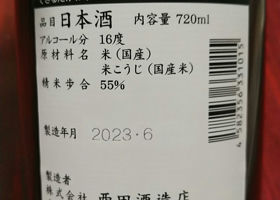 品目 日本酒 内容量 720ml
アルコール分 16度
原材料名 米(国産)
米こうじ(国産米)
精米歩合 55%
製造年月 2023・6
製造者
株式会社 西田酒造店
4582356331015